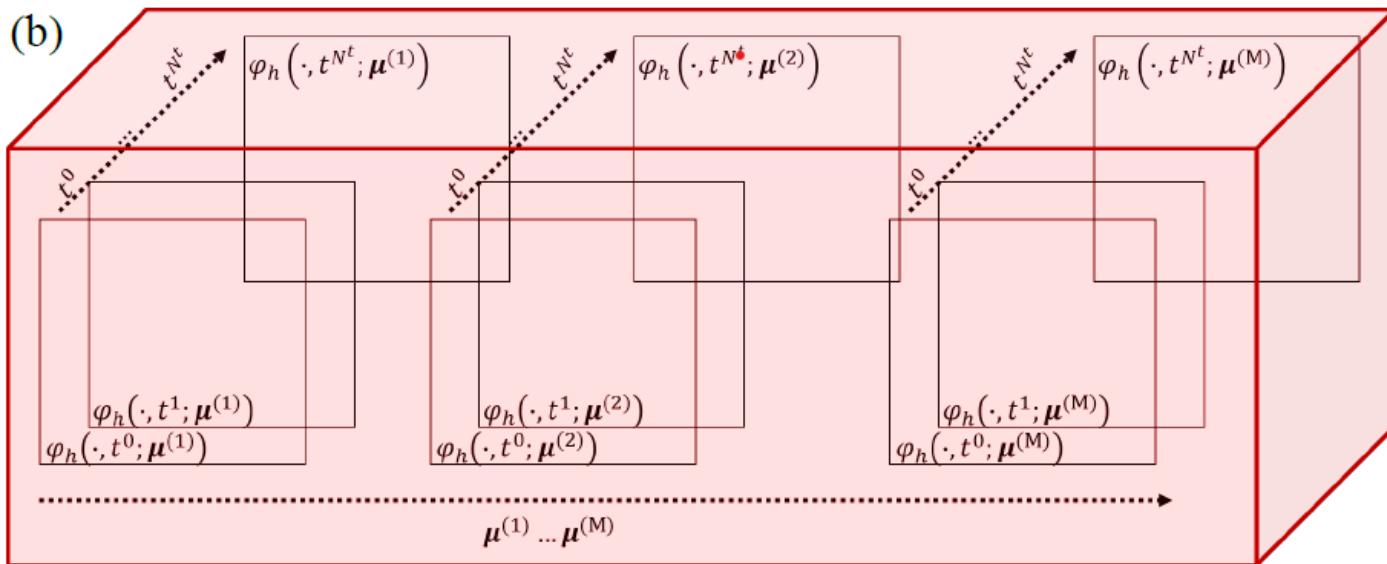 (b)
t^{N^t} t^{N^t} t^{N^t}
φ_h(·, t^{N^t}; μ^{(1)}) φ_h(·, t^{N^t}; μ^{(2)}) φ_h(·, t^{N^t}; μ^{(M)})
... ... ...
t^0 t^0 t^0
φ_h(·, t^1; μ^{(1)}) φ_h(·, t^1; μ^{(2)}) φ_h(·, t^1; μ^{(M)})
φ_h(·, t^0; μ^{(1)}) φ_h(·, t^0; μ^{(2)}) φ_h(·, t^0; μ^{(M)})
μ^{(1)} ... μ^{(M)}